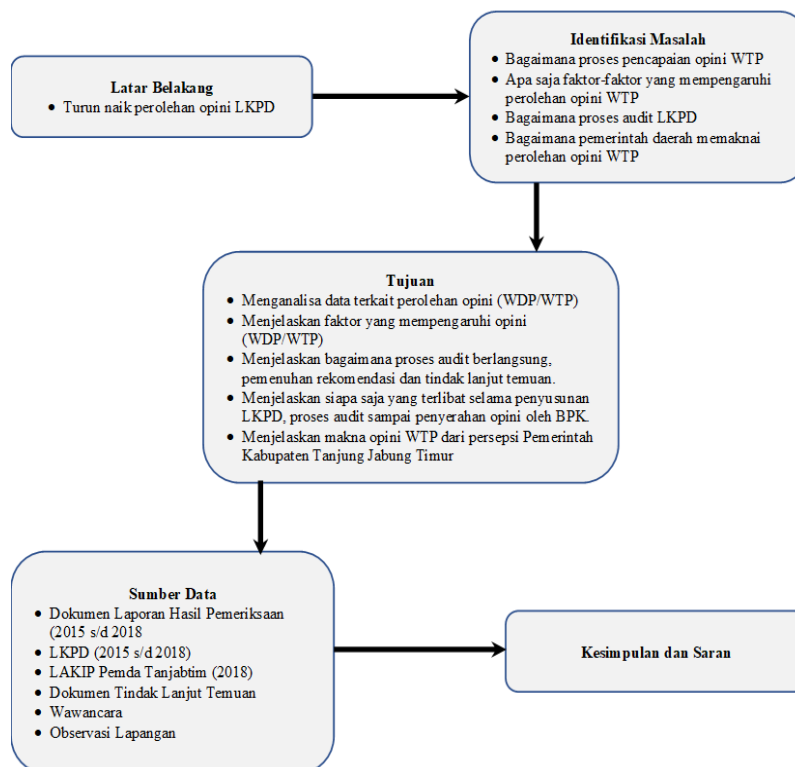 Latar Belakang
• Turun naik perolehan opini LKPD
Identifikasi Masalah
• Bagaimana proses pencapaian opini WTP
• Apa saja faktor-faktor yang mempengaruhi
perolehan opini WTP
• Bagaimana proses audit LKPD
• Bagaimana pemerintah daerah memaknai
perolehan opini WTP
Tujuan
• Menganalisa data terkait perolehan opini (WDP/WTP)
• Menjelaskan faktor yang mempengaruhi opini
(WDP/WTP)
• Menjelaskan bagaimana proses audit berlangsung,
pemenuhan rekomendasi dan tindak lanjut temuan.
• Menjelaskan siapa saja yang terlibat selama penyusunan
LKPD, proses audit sampai penyerahan opini oleh BPK.
• Menjelaskan makna opini WTP dari persepsi Pemerintah
Kabupaten Tanjung Jabung Timur
Sumber Data
• Dokumen Laporan Hasil Pemeriksaan
(2015 s/d 2018
• LKPD (2015 s/d 2018)
• LAKIP Pemda Tanjabtim (2018)
• Dokumen Tindak Lanjut Temuan
• Wawancara
• Observasi Lapangan
Kesimpulan dan Saran